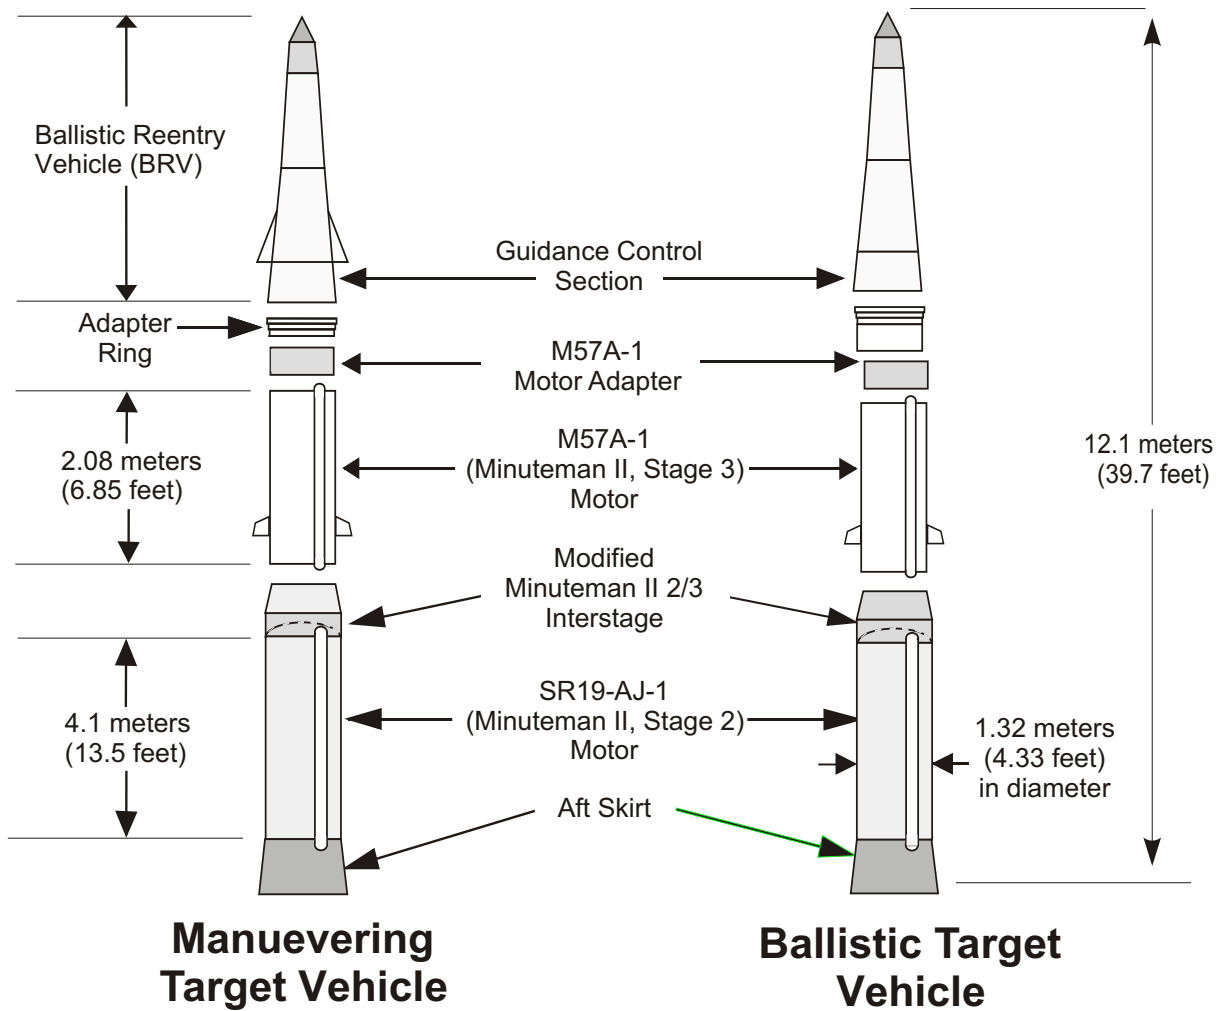 Ballistic Reentry
Vehicle (BRV)
Guidance Control
Section
Adapter
Ring
M57A-1
Motor Adapter
2.08 meters
(6.85 feet)
M57A-1
(Minuteman II, Stage 3)
Motor
12.1 meters
(39.7 feet)
Modified
Minuteman II 2/3
Interstage
4.1 meters
(13.5 feet)
SR19-AJ-1
(Minuteman II, Stage 2)
Motor
1.32 meters
(4.33 feet)
in diameter
Aft Skirt
Manuevering
Target Vehicle
Ballistic Target
Vehicle